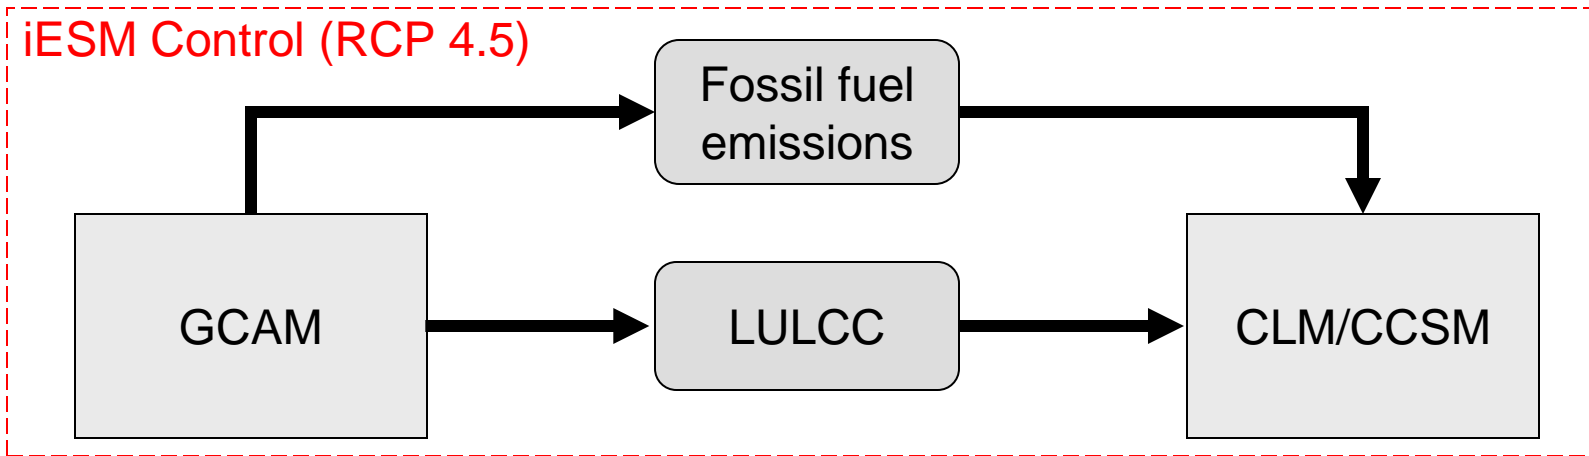 iESM Control (RCP 4.5)
Fossil fuel
emissions
GCAM
LULCC
CLM/CCSM